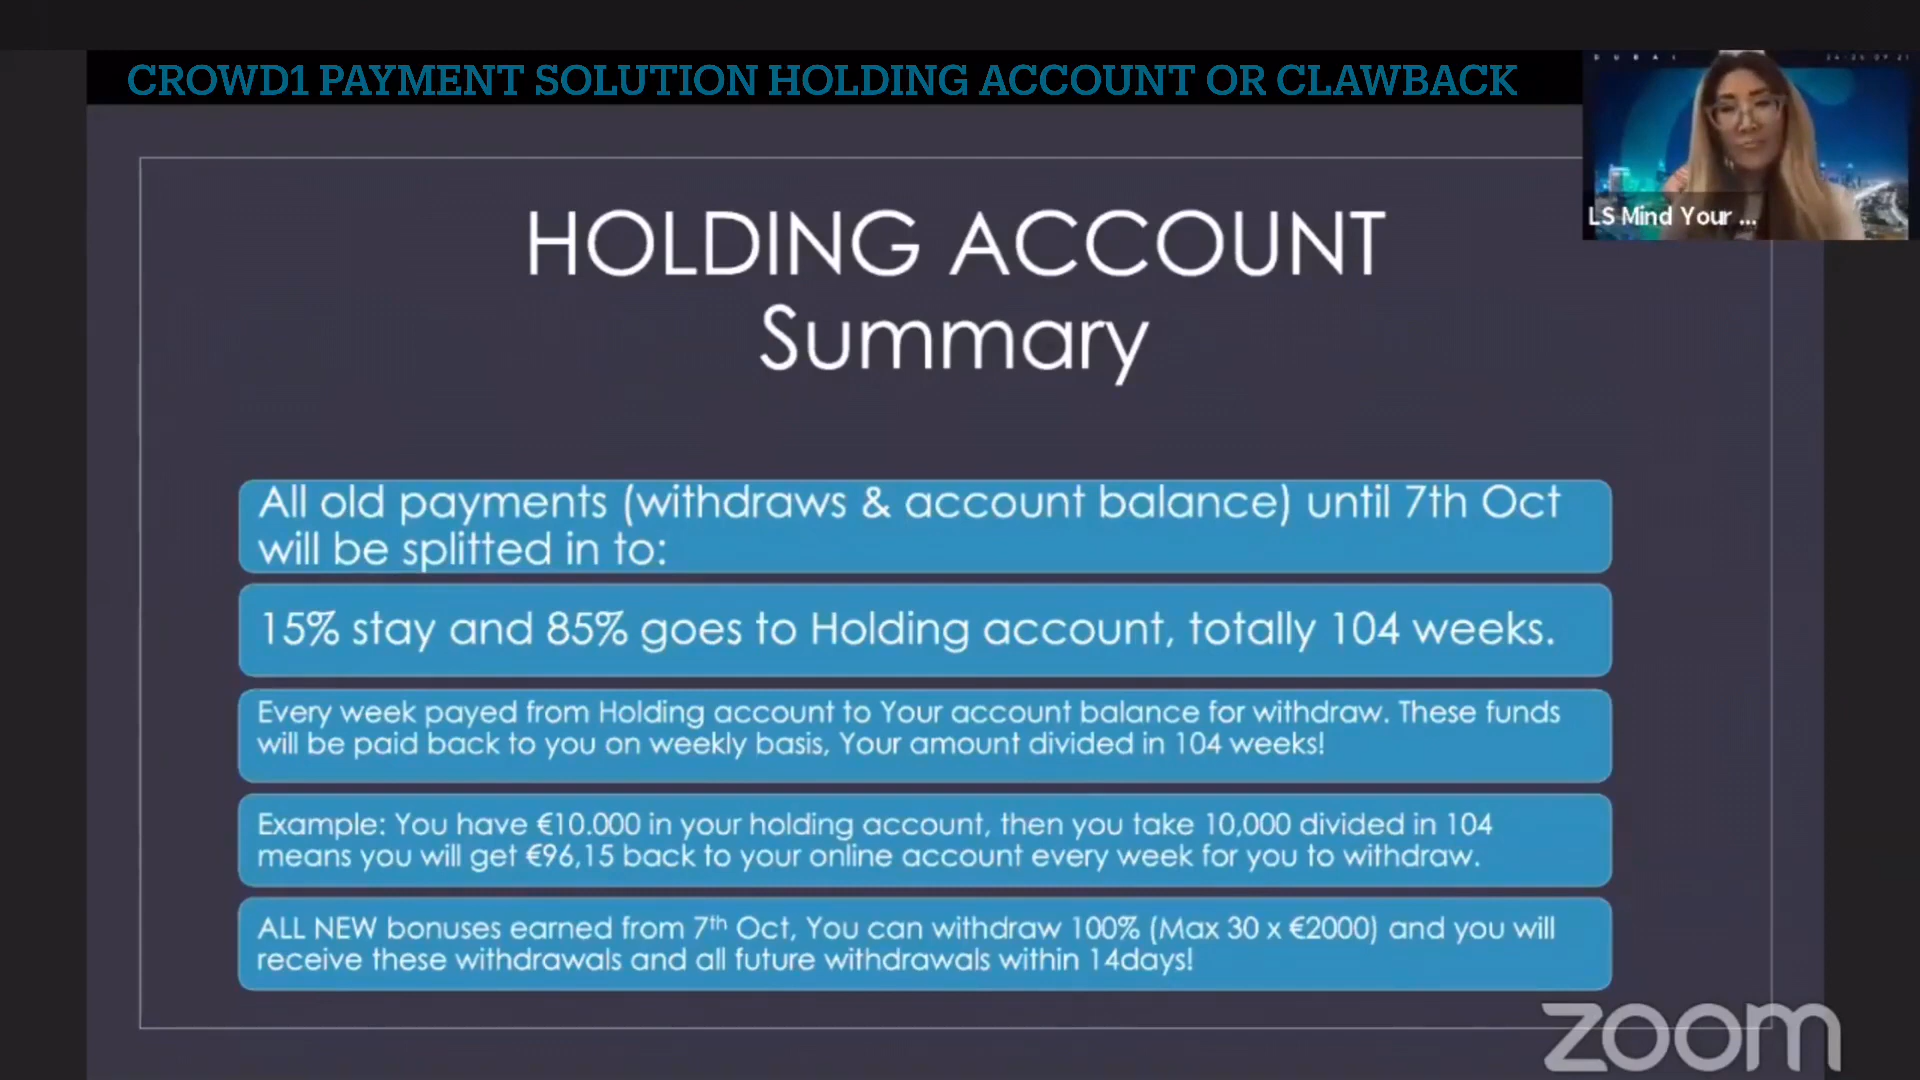 CROWD1 PAYMENT SOLUTION HOLDING ACCOUNT OR CLAWBACK
DUBAI
LS Mind Your ...
HOLDING ACCOUNT
Summary
All old payments (withdraws & account balance) until 7th Oct
will be splitted in to:
15% stay and 85% goes to Holding account, totally 104 weeks.
Every week payed from Holding account to Your account balance for withdraw. These funds
will be paid back to you on weekly basis, Your amount divided in 104 weeks!
Example: You have €10.000 in your holding account, then you take 10,000 divided in 104
means you will get €96,15 back to your online account every week for you to withdraw.
ALL NEW bonuses earned from 7th Oct, You can withdraw 100% (Max 30 x €2000) and you will
receive these withdrawals and all future withdrawals within 14days!
zoom